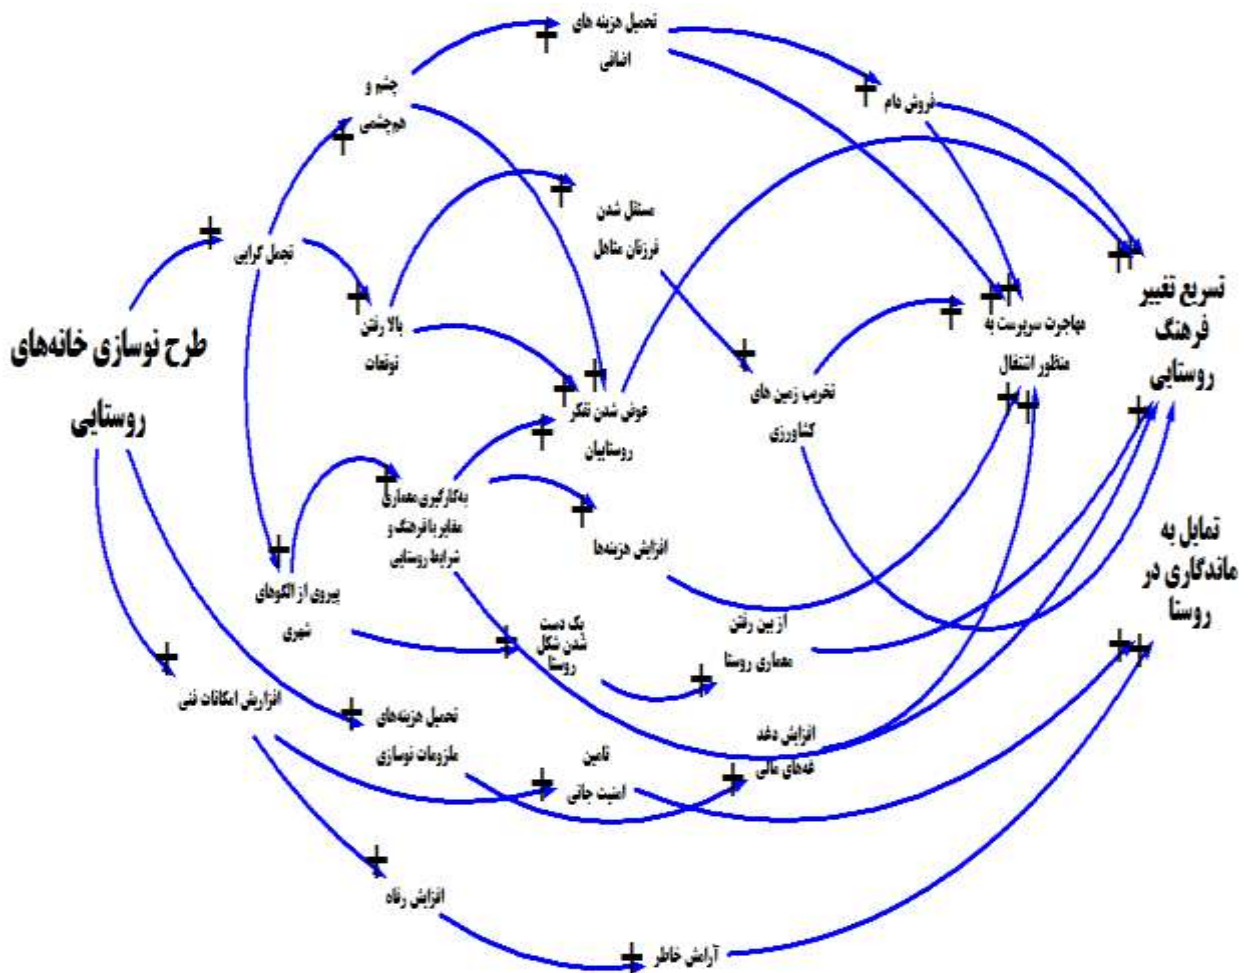 تحمیل هزینه های
اضافی
چشم و
هم‌چشمی
فروش دام
مستقل شدن
فرزندان متاهل
تجمل گرایی
تسریع تغییر
فرهنگ
روستایی
مهاجرت سرپرست به
منظور اشتغال
بالا رفتن
توقعات
طرح نوسازی خانه‌های
روستایی
تخریب زمین های
کشاورزی
عوض شدن تفکر
روستاییان
به‌کارگیری معماری
مغایر با فرهنگ و
شرایط روستایی
افزایش هزینه‌ها
تمایل به
ماندگاری در
روستا
پیروی از الگوهای
شهری
یک دست
شدن شکل
روستا
از بین رفتن
معماری روستا
افزاریش امکانات فنی
تحمیل هزینه‌های
ملزومات نوسازی
تامین
امنیت جانی
افزایش دغد
غه‌های مالی
افزایش رفاه
آرامش خاطر